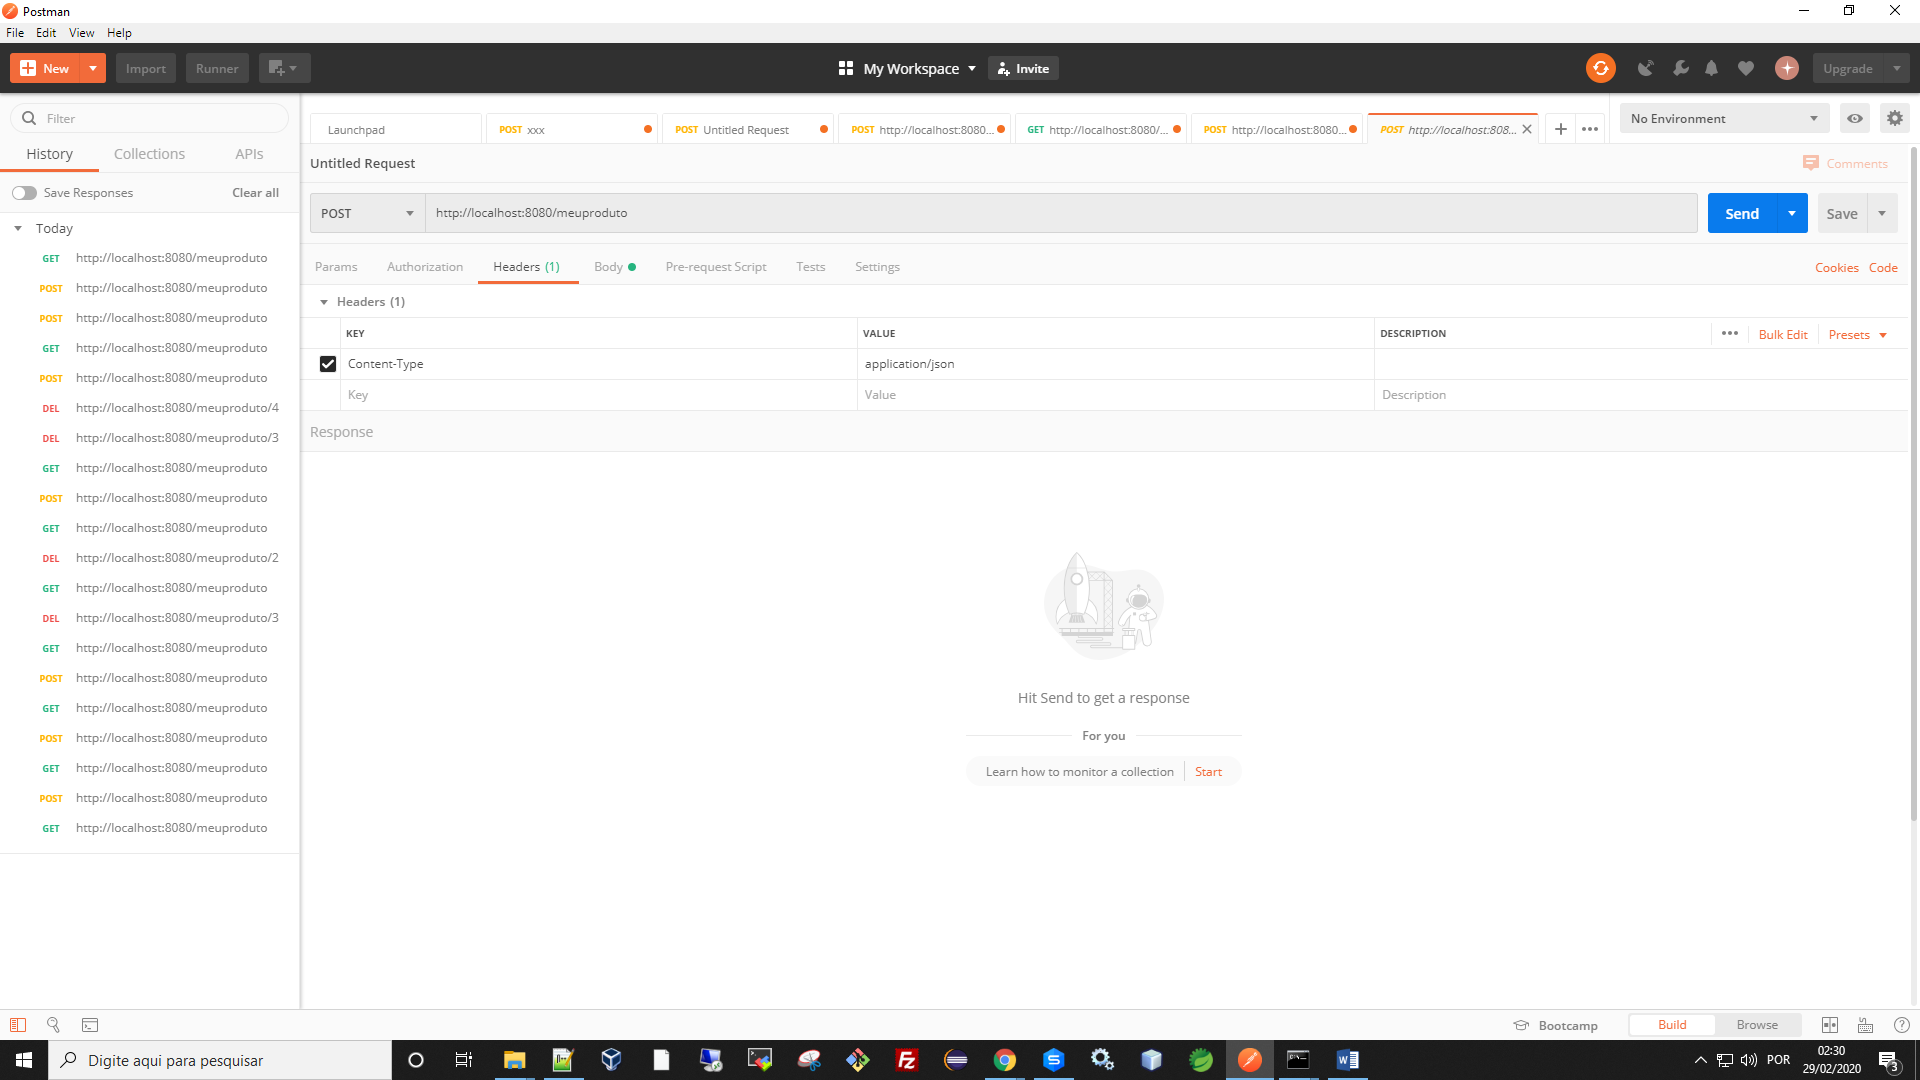 Postman
File Edit View Help
New Import Runner My Workspace Invite Upgrade
Filter
History Collections APIs
Save Responses Clear all
Today
GET http://localhost:8080/meuproduto
POST http://localhost:8080/meuproduto
POST http://localhost:8080/meuproduto
GET http://localhost:8080/meuproduto
POST http://localhost:8080/meuproduto
DEL http://localhost:8080/meuproduto/4
DEL http://localhost:8080/meuproduto/3
GET http://localhost:8080/meuproduto
POST http://localhost:8080/meuproduto
GET http://localhost:8080/meuproduto
DEL http://localhost:8080/meuproduto/2
GET http://localhost:8080/meuproduto
DEL http://localhost:8080/meuproduto/3
GET http://localhost:8080/meuproduto
POST http://localhost:8080/meuproduto
GET http://localhost:8080/meuproduto
POST http://localhost:8080/meuproduto
GET http://localhost:8080/meuproduto
POST http://localhost:8080/meuproduto
GET http://localhost:8080/meuproduto
Launchpad POST xxx POST Untitled Request POST http://localhost:8080... GET http://localhost:8080/... POST http://localhost:8080... POST http://localhost:808... No Environment
Untitled Request Comments
POST http://localhost:8080/meuproduto Send Save
Params Authorization Headers (1) Body Pre-request Script Tests Settings Cookies Code
Headers (1)
KEY VALUE DESCRIPTION Bulk Edit Presets
Content-Type application/json
Key Value Description
Response
Hit Send to get a response
For you
Learn how to monitor a collection Start
Bootcamp Build Browse
Digite aqui para pesquisar POR 02:30
29/02/2020 3